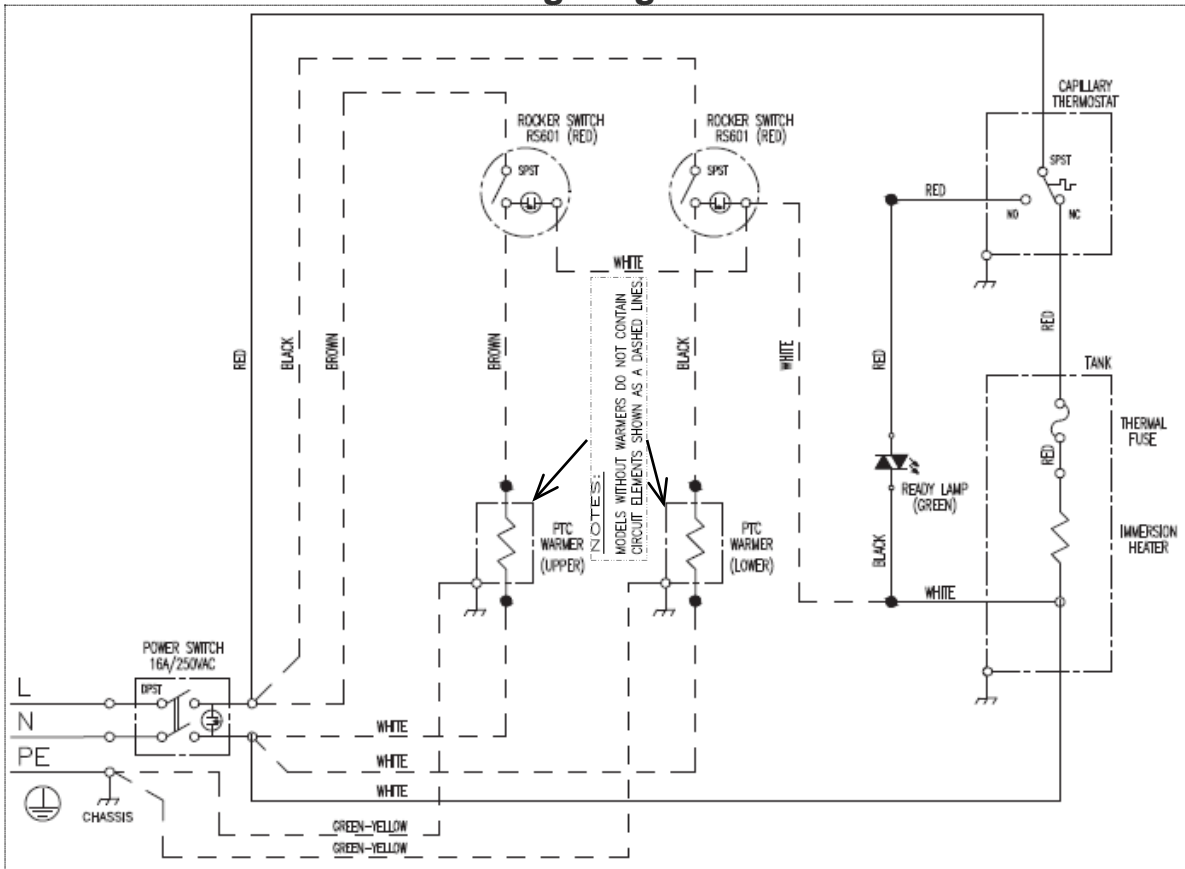 CAPILLARY
THERMOSTAT
ROCKER SWITCH
RS601 (RED)
ROCKER SWITCH
RS601 (RED)
SPST
SPST
SPST
RED
NO
NC
WHITE
RED
BLACK
BROWN
BROWN
NOTES:
MODELS WITHOUT WARMERS DO NOT CONTAIN
CIRCUIT ELEMENTS SHOWN AS A DASHED LINES.
BLACK
WHITE
RED
RED
TANK
THERMAL
FUSE
RED
READY LAMP
(GREEN)
PTC
WARMER
(UPPER)
PTC
WARMER
(LOWER)
BLACK
IMMERSION
HEATER
WHITE
POWER SWITCH
16A/250VAC
DPST
L
N
PE
WHITE
WHITE
WHITE
CHASSIS
GREEN-YELLOW
GREEN-YELLOW